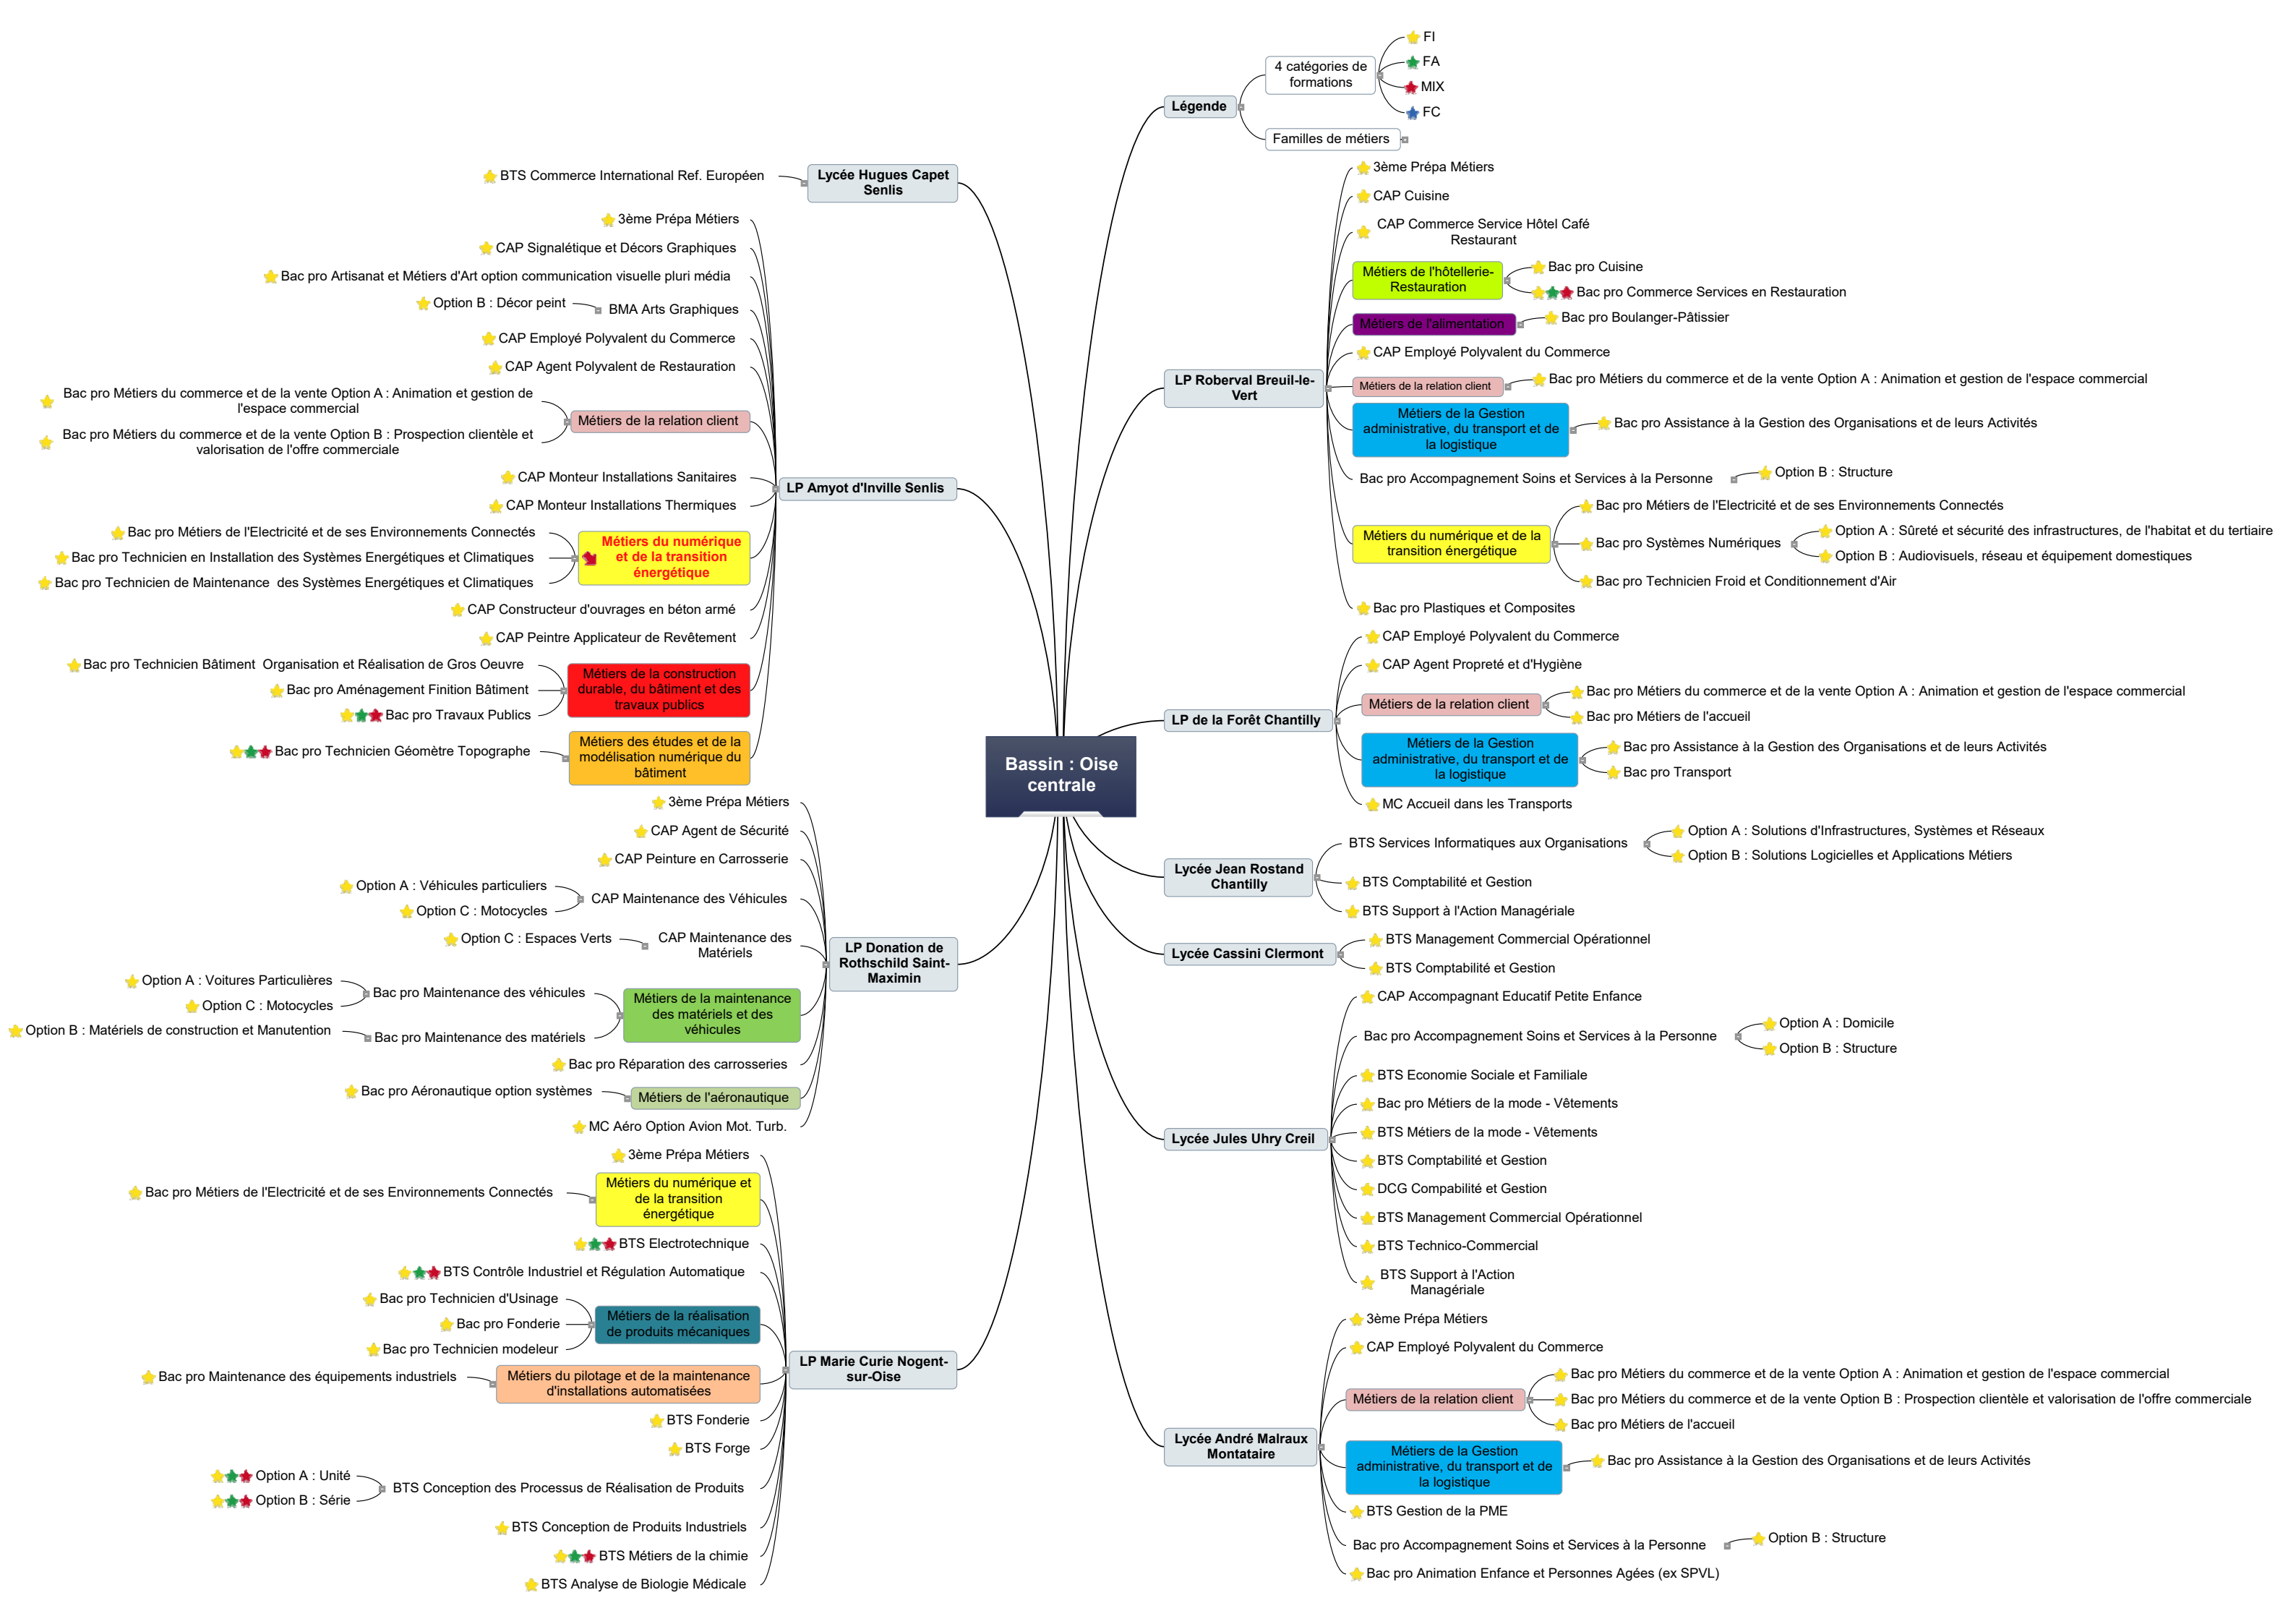 Bassin : Oise
centrale
Légende
4 catégories de
formations
FI
FA
MIX
FC
Familles de métiers
LP Roberval Breuil-le-
Vert
3ème Prépa Métiers
CAP Cuisine
CAP Commerce Service Hôtel Café
Restaurant
Métiers de l'hôtellerie-
Restauration
Bac pro Cuisine
Bac pro Commerce Services en Restauration
Métiers de l'alimentation
Bac pro Boulanger-Pâtissier
CAP Employé Polyvalent du Commerce
Métiers de la relation client
Bac pro Métiers du commerce et de la vente Option A : Animation et gestion de l'espace commercial
Métiers de la Gestion
administrative, du transport et de
la logistique
Bac pro Assistance à la Gestion des Organisations et de leurs Activités
Bac pro Accompagnement Soins et Services à la Personne
Option B : Structure
Métiers du numérique et de la
transition énergétique
Bac pro Métiers de l'Electricité et de ses Environnements Connectés
Bac pro Systèmes Numériques
Option A : Sûreté et sécurité des infrastructures, de l'habitat et du tertiaire
Option B : Audiovisuels, réseau et équipement domestiques
Bac pro Technicien Froid et Conditionnement d'Air
Bac pro Plastiques et Composites
LP de la Forêt Chantilly
CAP Employé Polyvalent du Commerce
CAP Agent Propreté et d'Hygiène
Métiers de la relation client
Bac pro Métiers du commerce et de la vente Option A : Animation et gestion de l'espace commercial
Bac pro Métiers de l'accueil
Métiers de la Gestion
administrative, du transport et de
la logistique
Bac pro Assistance à la Gestion des Organisations et de leurs Activités
Bac pro Transport
MC Accueil dans les Transports
Lycée Jean Rostand
Chantilly
BTS Services Informatiques aux Organisations
Option A : Solutions d'Infrastructures, Systèmes et Réseaux
Option B : Solutions Logicielles et Applications Métiers
BTS Comptabilité et Gestion
BTS Support à l'Action Managériale
Lycée Cassini Clermont
BTS Management Commercial Opérationnel
BTS Comptabilité et Gestion
Lycée Jules Uhry Creil
CAP Accompagnant Educatif Petite Enfance
Bac pro Accompagnement Soins et Services à la Personne
Option A : Domicile
Option B : Structure
BTS Economie Sociale et Familiale
Bac pro Métiers de la mode - Vêtements
BTS Métiers de la mode - Vêtements
BTS Comptabilité et Gestion
DCG Compabilité et Gestion
BTS Management Commercial Opérationnel
BTS Technico-Commercial
BTS Support à l'Action
Managériale
Lycée André Malraux
Montataire
3ème Prépa Métiers
CAP Employé Polyvalent du Commerce
Métiers de la relation client
Bac pro Métiers du commerce et de la vente Option A : Animation et gestion de l'espace commercial
Bac pro Métiers du commerce et de la vente Option B : Prospection clientèle et valorisation de l'offre commerciale
Bac pro Métiers de l'accueil
Métiers de la Gestion
administrative, du transport et de
la logistique
Bac pro Assistance à la Gestion des Organisations et de leurs Activités
BTS Gestion de la PME
Bac pro Accompagnement Soins et Services à la Personne
Option B : Structure
Bac pro Animation Enfance et Personnes Agées (ex SPVL)
Lycée Hugues Capet
Senlis
BTS Commerce International Ref. Européen
LP Amyot d'Inville Senlis
3ème Prépa Métiers
CAP Signalétique et Décors Graphiques
Bac pro Artisanat et Métiers d'Art option communication visuelle pluri média
BMA Arts Graphiques
Option B : Décor peint
CAP Employé Polyvalent du Commerce
CAP Agent Polyvalent de Restauration
Métiers de la relation client
Bac pro Métiers du commerce et de la vente Option A : Animation et gestion de
l'espace commercial
Bac pro Métiers du commerce et de la vente Option B : Prospection clientèle et
valorisation de l'offre commerciale
CAP Monteur Installations Sanitaires
CAP Monteur Installations Thermiques
Métiers du numérique
et de la transition
énergétique
Bac pro Métiers de l'Electricité et de ses Environnements Connectés
Bac pro Technicien en Installation des Systèmes Energétiques et Climatiques
Bac pro Technicien de Maintenance des Systèmes Energétiques et Climatiques
CAP Constructeur d'ouvrages en béton armé
CAP Peintre Applicateur de Revêtement
Métiers de la construction
durable, du bâtiment et des
travaux publics
Bac pro Technicien Bâtiment Organisation et Réalisation de Gros Oeuvre
Bac pro Aménagement Finition Bâtiment
Bac pro Travaux Publics
Métiers des études et de la
modélisation numérique du
bâtiment
Bac pro Technicien Géomètre Topographe
LP Donation de
Rothschild Saint-
Maximin
3ème Prépa Métiers
CAP Agent de Sécurité
CAP Peinture en Carrosserie
CAP Maintenance des Véhicules
Option A : Véhicules particuliers
Option C : Motocycles
CAP Maintenance des
Matériels
Option C : Espaces Verts
Métiers de la maintenance
des matériels et des
véhicules
Bac pro Maintenance des véhicules
Option A : Voitures Particulières
Option C : Motocycles
Bac pro Maintenance des matériels
Option B : Matériels de construction et Manutention
Bac pro Réparation des carrosseries
Métiers de l'aéronautique
Bac pro Aéronautique option systèmes
MC Aéro Option Avion Mot. Turb.
LP Marie Curie Nogent-
sur-Oise
3ème Prépa Métiers
Métiers du numérique et
de la transition
énergétique
Bac pro Métiers de l'Electricité et de ses Environnements Connectés
BTS Electrotechnique
BTS Contrôle Industriel et Régulation Automatique
Métiers de la réalisation
de produits mécaniques
Bac pro Technicien d'Usinage
Bac pro Fonderie
Bac pro Technicien modeleur
Métiers du pilotage et de la maintenance
d'installations automatisées
Bac pro Maintenance des équipements industriels
BTS Fonderie
BTS Forge
BTS Conception des Processus de Réalisation de Produits
Option A : Unité
Option B : Série
BTS Conception de Produits Industriels
BTS Métiers de la chimie
BTS Analyse de Biologie Médicale